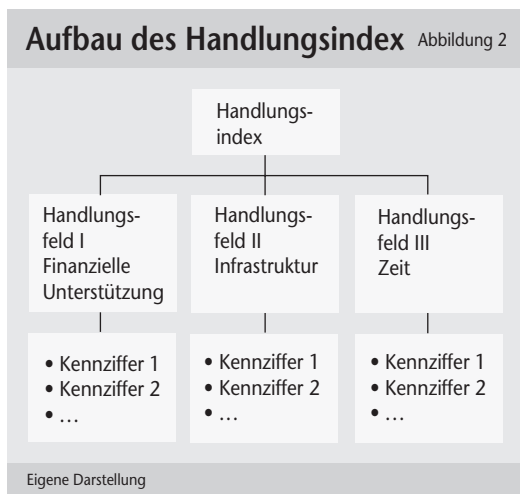 Aufbau des Handlungsindex Abbildung 2
Handlungs-
index
Handlungs-
feld I
Finanzielle
Unterstützung
Handlungs-
feld II
Infrastruktur
Handlungs-
feld III
Zeit
• Kennziffer 1
• Kennziffer 2
• …
• Kennziffer 1
• Kennziffer 2
• …
• Kennziffer 1
• Kennziffer 2
• …
Eigene Darstellung